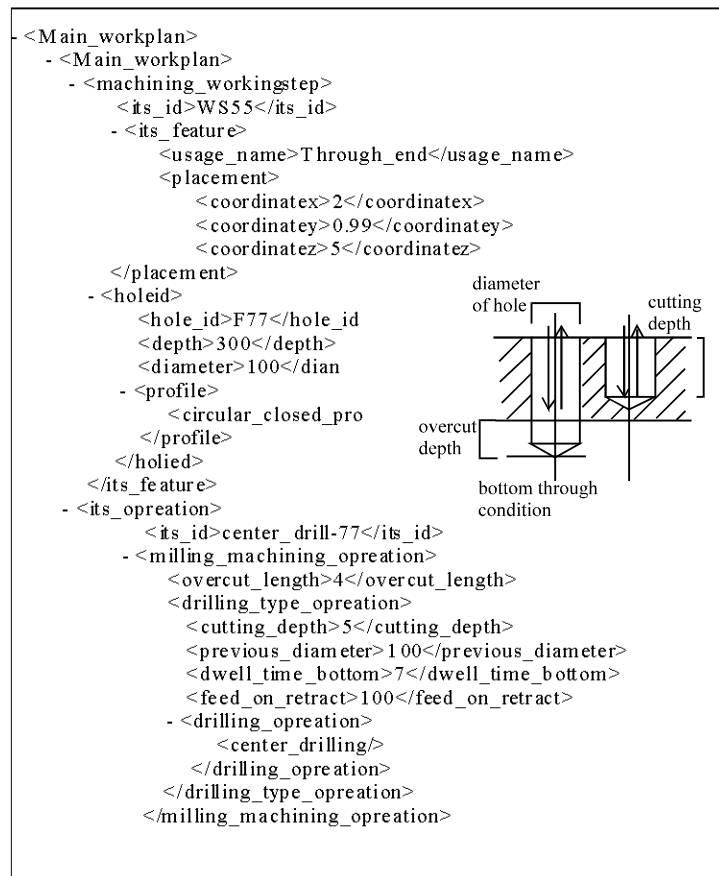 - <Main_workplan>
- <Main_workplan>
- <machining_workingstep>
<its_id>WS55</its_id>
- <its_feature>
<usage_name>Through_end</usage_name>
<placement>
<coordinatex>2</coordinatex>
<coordinatey>0.99</coordinatey>
<coordinatez>5</coordinatez>
</placement>
- <holeid>
<hole_id>F77</hole_id
<depth>300</depth>
<diameter>100</dian
- <profile>
<circular_closed_pro
</profile>
</holied>
</its_feature>
- <its_opreation>
<its_id>center_drill-77</its_id>
- <milling_machining_opreation>
<overcut_length>4</overcut_length>
<drilling_type_opreation>
<cutting_depth>5</cutting_depth>
<previous_diameter>100</previous_diameter>
<dwell_time_bottom>7</dwell_time_bottom>
<feed_on_retract>100</feed_on_retract>
- <drilling_opreation>
<center_drilling/>
</drilling_opreation>
</drilling_type_opreation>
</milling_machining_opreation>
diameter
of hole
cutting
depth
overcut
depth
bottom through
condition